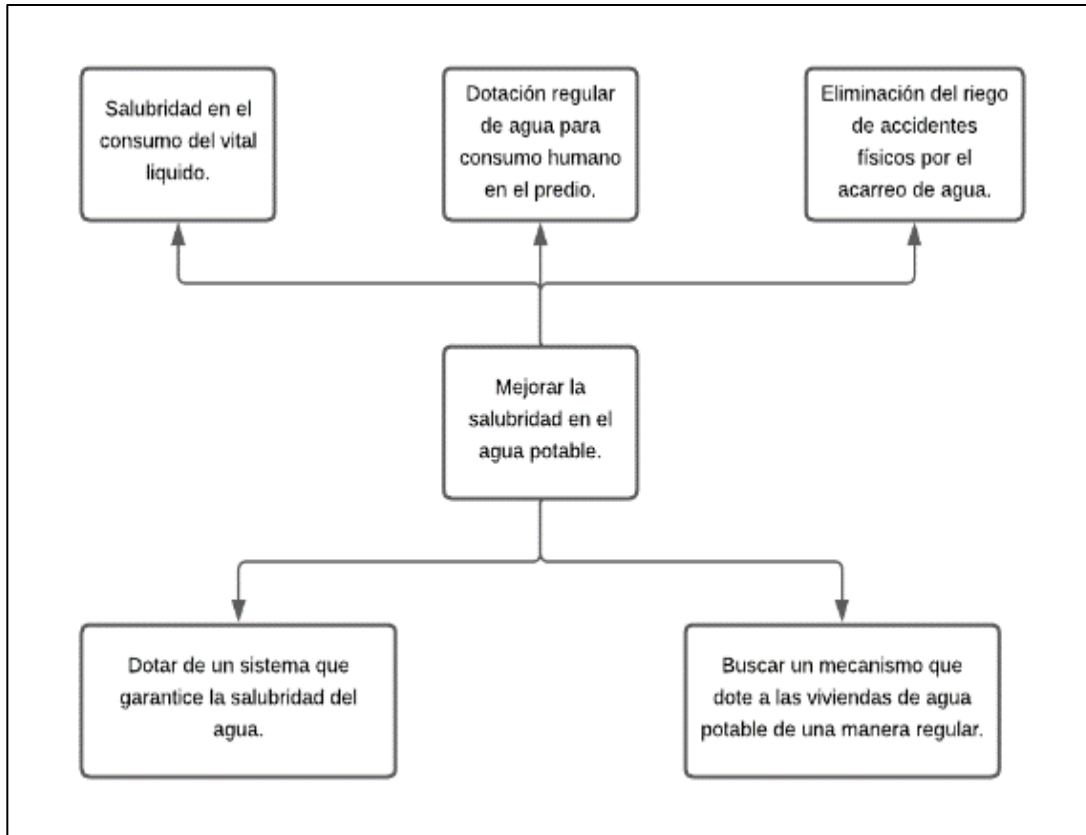 Salubridad en el
consumo del vital
liquido.
Dotación regular
de agua para
consumo humano
en el predio.
Eliminación del riego
de accidentes
físicos por el
acarreo de agua.
Mejorar la
salubridad en el
agua potable.
Dotar de un sistema que
garantice la salubridad del
agua.
Buscar un mecanismo que
dote a las viviendas de agua
potable de una manera regular.